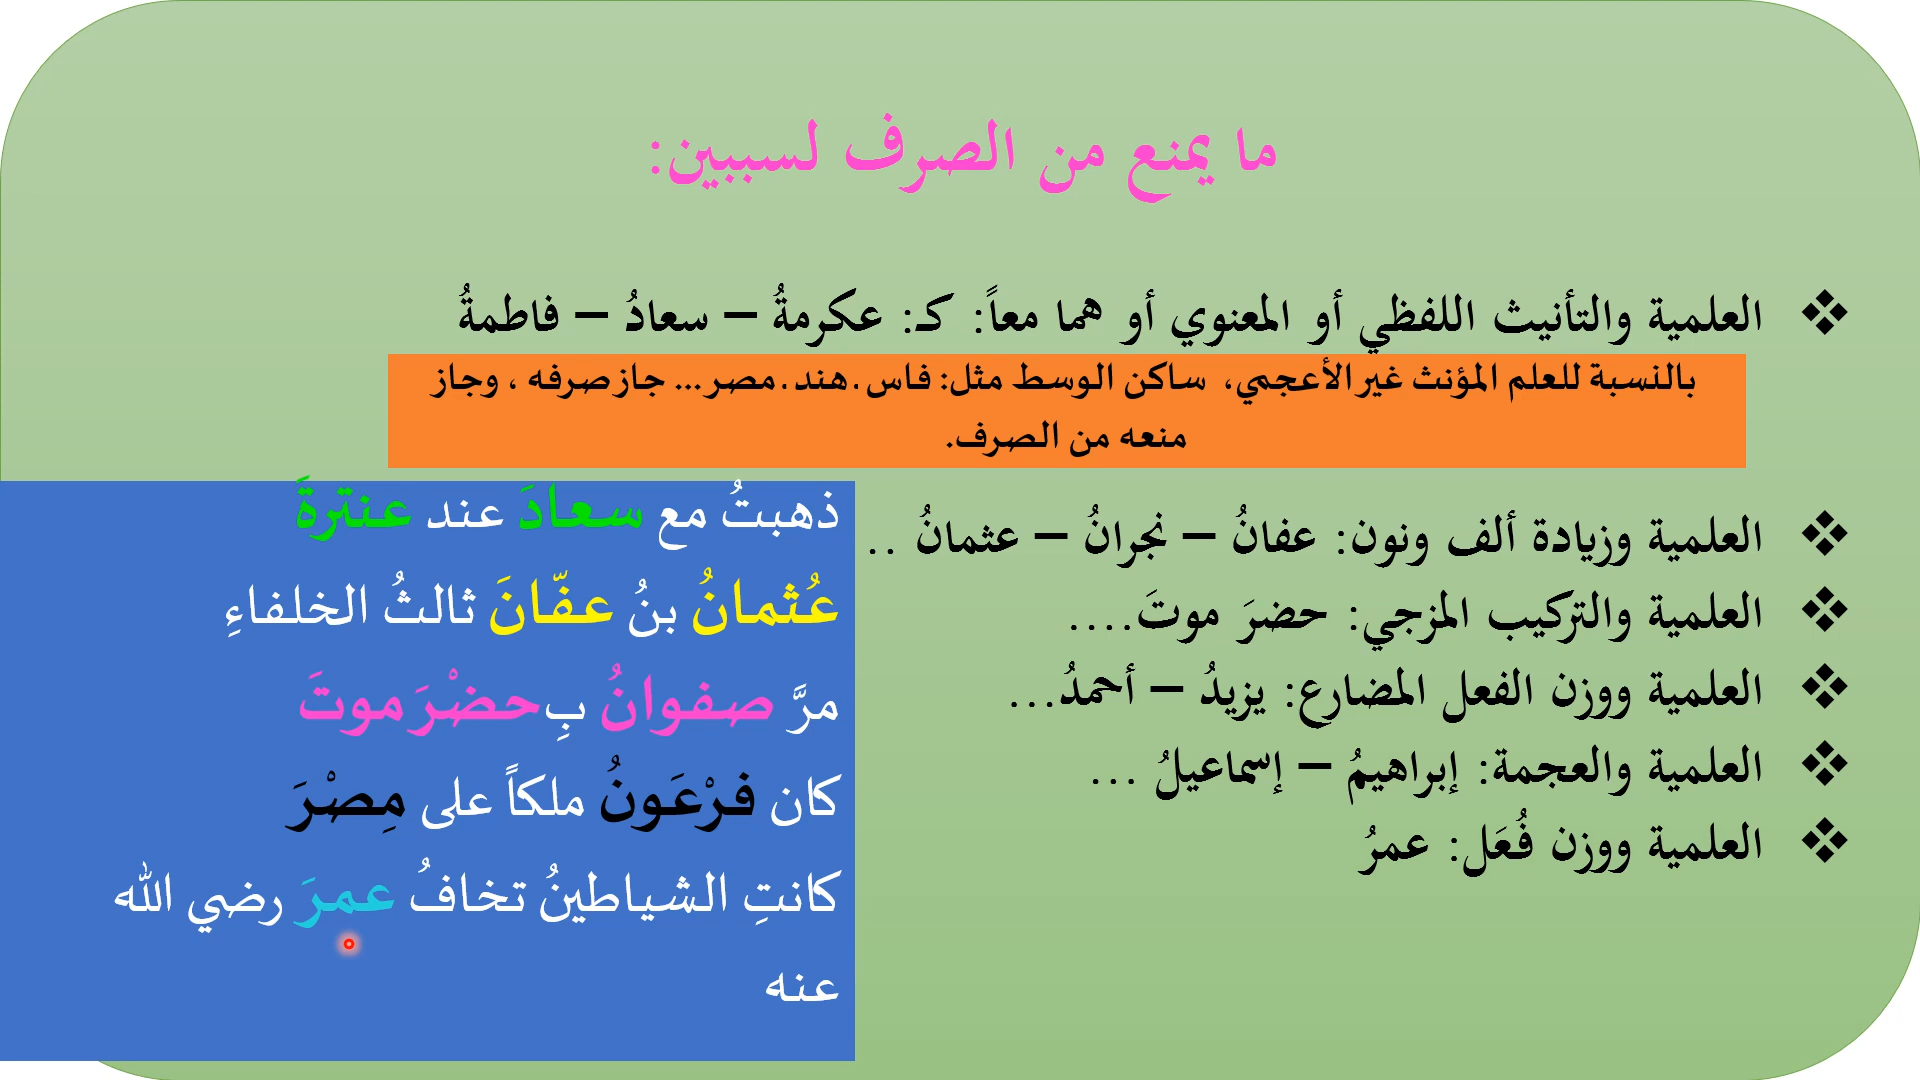 ما يمنع من الصرف لسببين:
❖ العلمية والتأنيث اللفظي أو المعنوي أو هما معاً: كـ: عكرمةُ – سعادُ – فاطمةُ
بالنسبة للعلم المؤنث غير الأعجمي، ساكن الوسط مثل: فاس . هند . مصر ... جاز صرفه ، وجاز
منعه من الصرف.
❖ العلمية وزيادة ألف ونون: عفانُ – نجرانُ – عثمانُ ..
❖ العلمية والتركيب المزجي: حضرَ موتَ....
❖ العلمية ووزن الفعل المضارع: يزيدُ – أحمدُ...
❖ العلمية والعجمة: إبراهيمُ – إسماعيلُ ...
❖ العلمية ووزن فُعَل: عمرُ
ذهبتُ مع سعادَ عند عنترةَ
عُثمانُ بنُ عفّانَ ثالثُ الخلفاءِ
مرَّ صفوانُ بِحضْرَموتَ
كان فرْعَونُ ملكاً على مِصْرَ
كانتِ الشياطينُ تخافُ عمرَ رضي الله
عنه